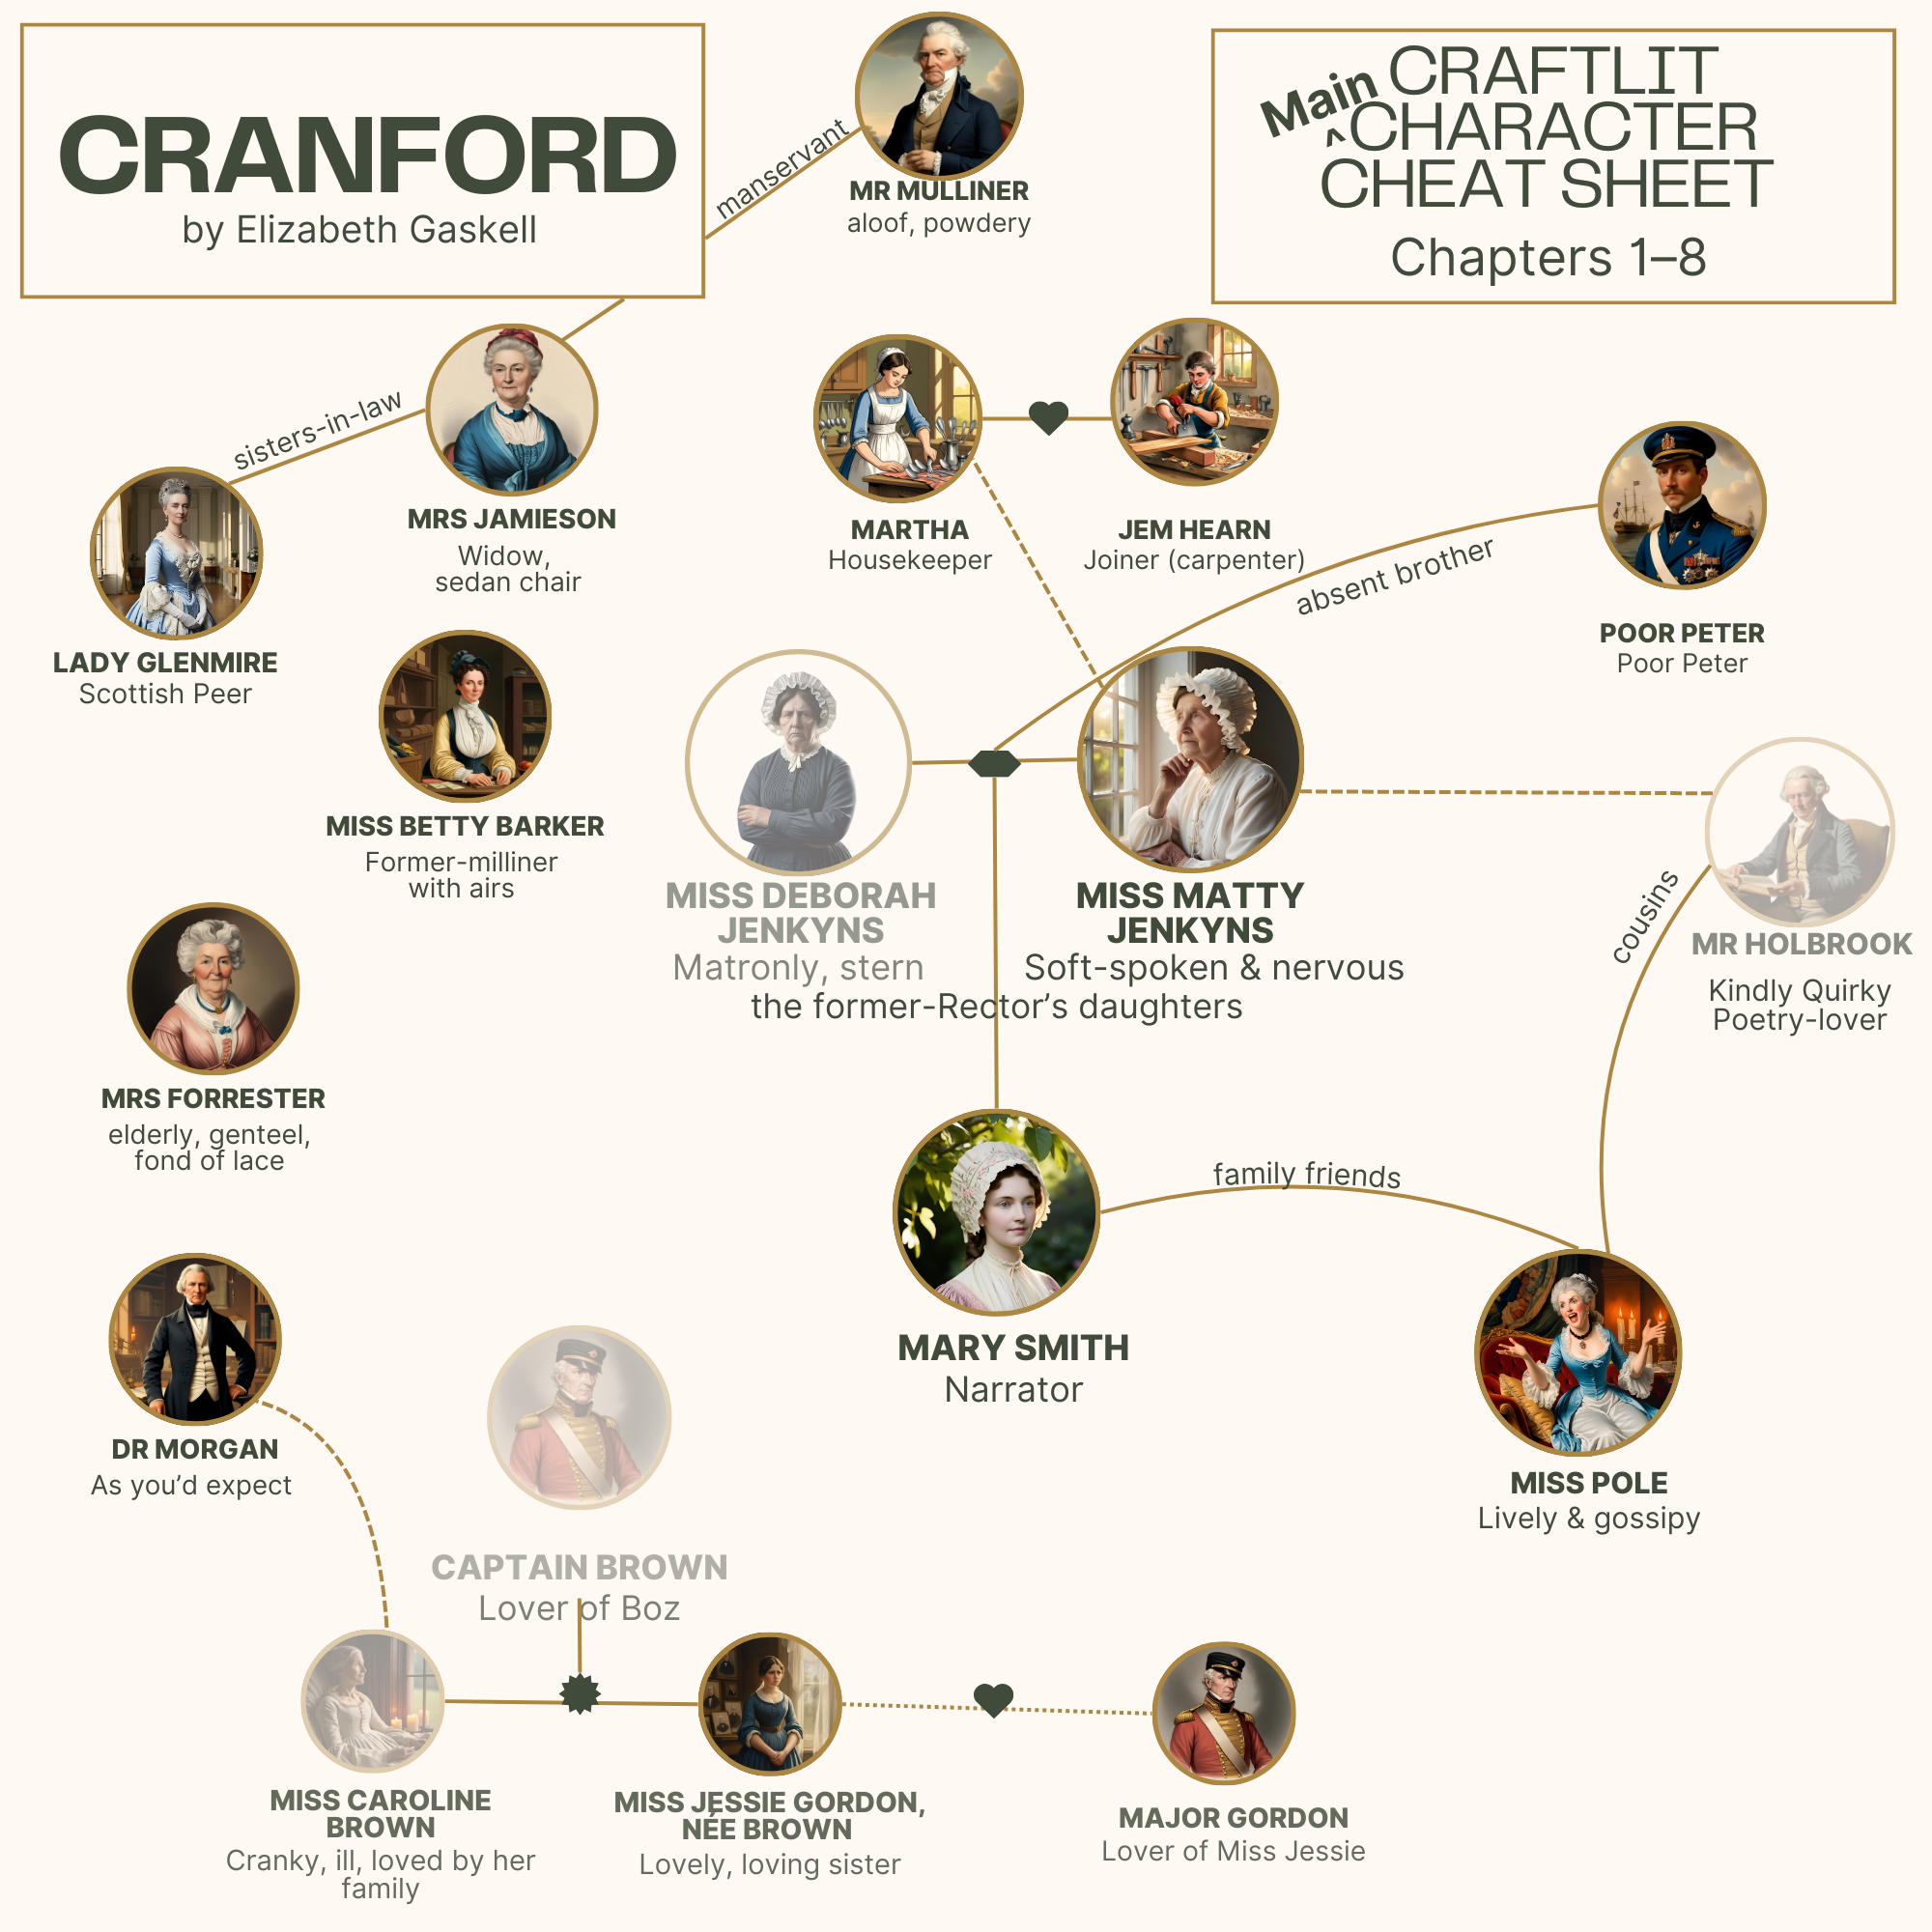 CRANFORD
by Elizabeth Gaskell
Main
CRAFTLIT
^CHARACTER
CHEAT SHEET
Chapters 1–8
manservant
MR MULLINER
aloof, powdery
sisters-in-law
MRS JAMIESON
Widow,
sedan chair
LADY GLENMIRE
Scottish Peer
MARTHA
Housekeeper
JEM HEARN
Joiner (carpenter)
absent brother
POOR PETER
Poor Peter
MISS BETTY BARKER
Former-milliner
with airs
MISS DEBORAH
JENKYNS
Matronly, stern
MISS MATTY
JENKYNS
Soft-spoken & nervous
the former-Rector’s daughters
cousins
MR HOLBROOK
Kindly Quirky
Poetry-lover
MRS FORRESTER
elderly, genteel,
fond of lace
family friends
MARY SMITH
Narrator
MISS POLE
Lively & gossipy
DR MORGAN
As you’d expect
CAPTAIN BROWN
Lover of Boz
MISS CAROLINE
BROWN
Cranky, ill, loved by her
family
MISS JESSIE GORDON,
NÉE BROWN
Lovely, loving sister
MAJOR GORDON
Lover of Miss Jessie